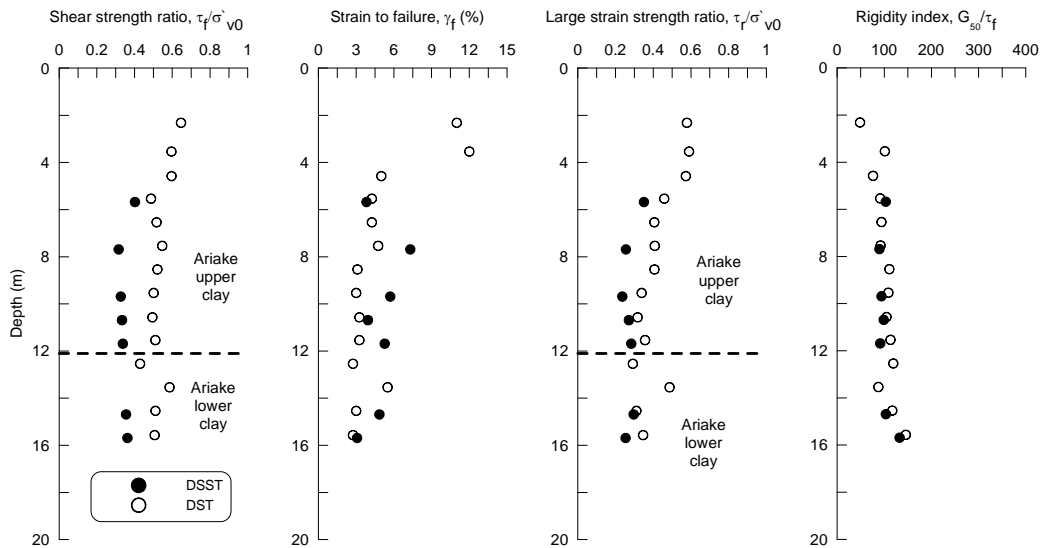 Shear strength ratio, τf/σ`v0
0 0.2 0.4 0.6 0.8 1
Strain to failure, γf (%)
0 3 6 9 12 15
Large strain strength ratio, τr/σ`v0
0 0.2 0.4 0.6 0.8 1
Rigidity index, G50/τf
0 100 200 300 400
Depth (m)
0
4
8
12
16
20
Ariake
upper
clay
Ariake
lower
clay
DSST
DST
0
4
8
12
16
20
0
4
8
12
16
20
Ariake
upper
clay
Ariake
lower
clay
0
4
8
12
16
20